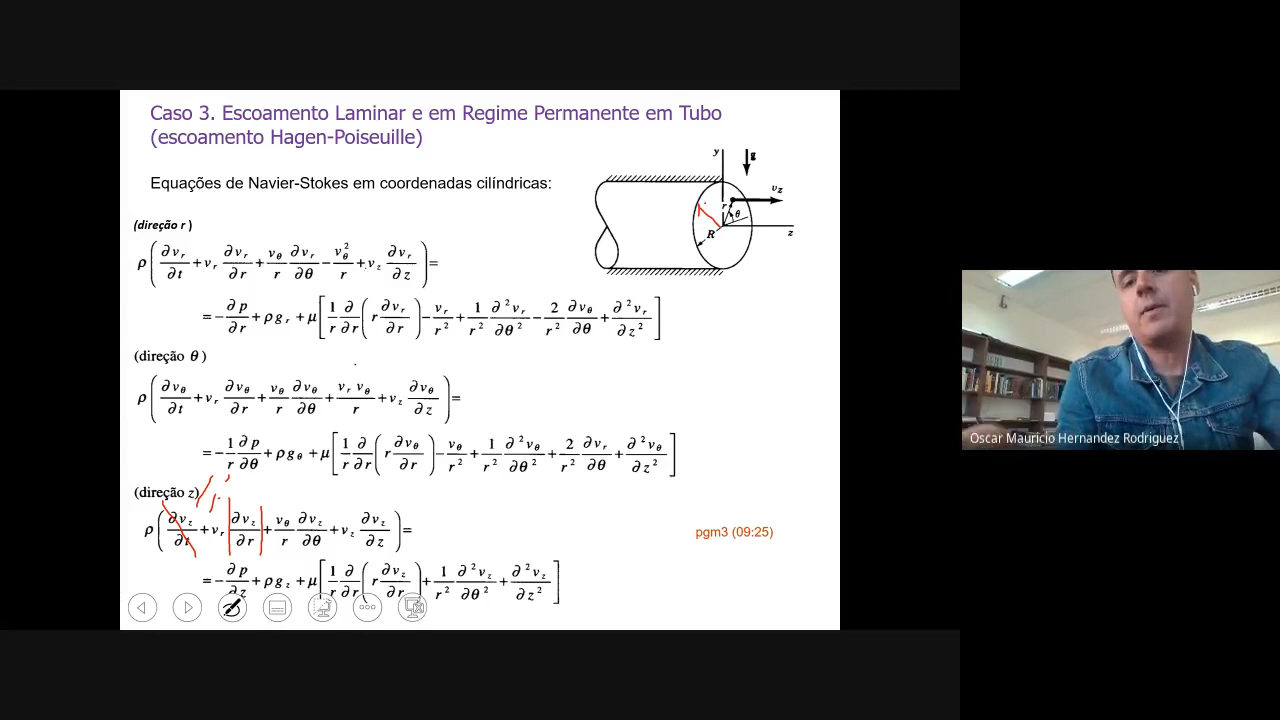 Caso 3. Escoamento Laminar e em Regime Permanente em Tubo
(escoamento Hagen-Poiseuille)
Equações de Navier-Stokes em coordenadas cilíndricas:
y
g
v_z
r
θ
R
z
(direção r )
ρ ( ∂v_r/∂t + v_r ∂v_r/∂r + v_θ/r ∂v_r/∂θ − v_θ²/r + v_z ∂v_r/∂z ) =
= − ∂p/∂r + ρg_r + μ [ 1/r ∂/∂r ( r ∂v_r/∂r ) − v_r/r² + 1/r² ∂²v_r/∂θ² − 2/r² ∂v_θ/∂θ + ∂²v_r/∂z² ]
(direção θ )
ρ ( ∂v_θ/∂t + v_r ∂v_θ/∂r + v_θ/r ∂v_θ/∂θ + v_r v_θ/r + v_z ∂v_θ/∂z ) =
= − 1/r ∂p/∂θ + ρg_θ + μ [ 1/r ∂/∂r ( r ∂v_θ/∂r ) − v_θ/r² + 1/r² ∂²v_θ/∂θ² + 2/r² ∂v_r/∂θ + ∂²v_θ/∂z² ]
(direção z)
ρ ( ∂v_z/∂t + v_r ∂v_z/∂r + v_θ/r ∂v_z/∂θ + v_z ∂v_z/∂z ) =
= − ∂p/∂z + ρg_z + μ [ 1/r ∂/∂r ( r ∂v_z/∂r ) + 1/r² ∂²v_z/∂θ² + ∂²v_z/∂z² ]
pgm3 (09:25)
Oscar Mauricio Hernandez Rodriguez